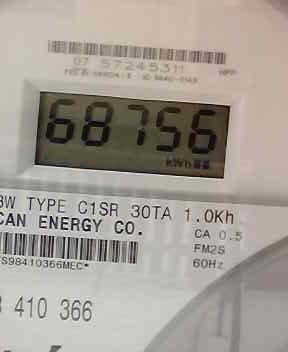 07 57245311
68756
kWh
3W TYPE C1SR 30TA 1.0Kh
CAN ENERGY CO. CA 0.5
FM2S
S98410366MEC* 60Hz
410 366